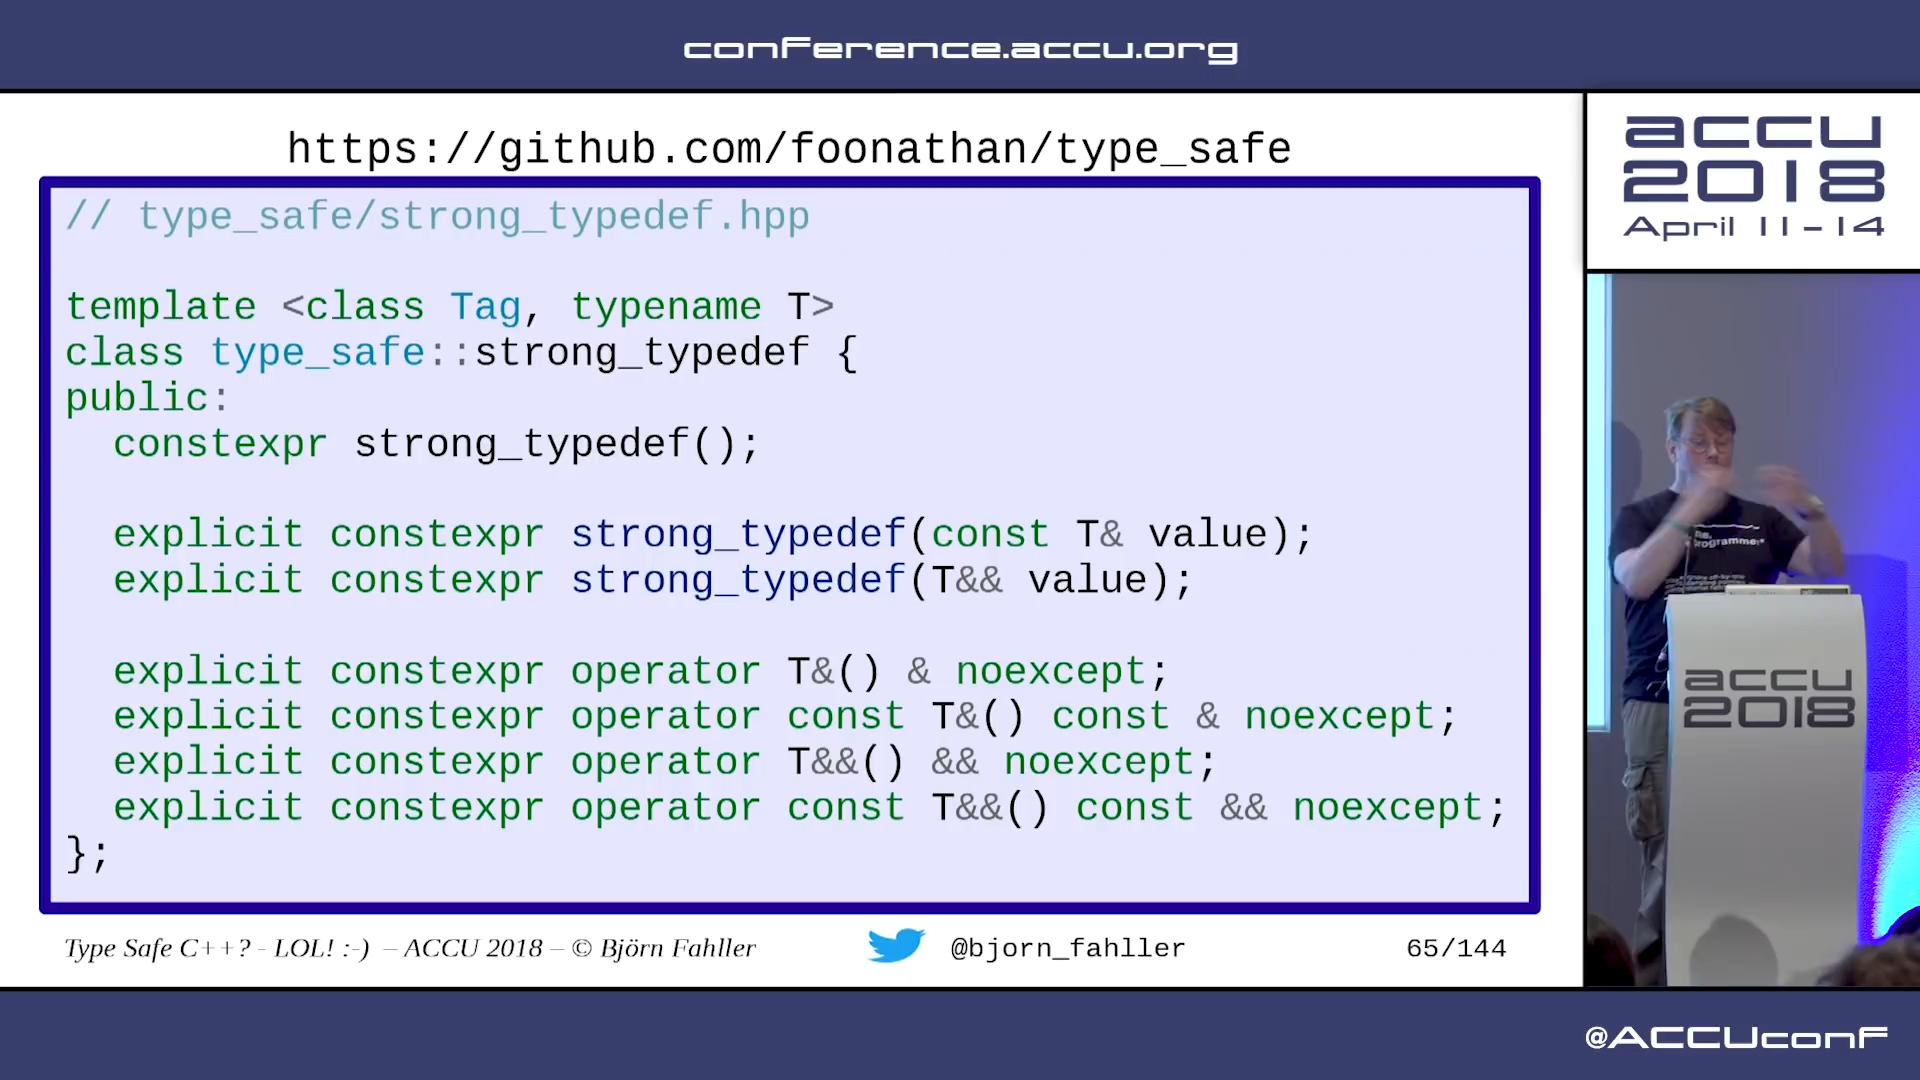 conference.accu.org
https://github.com/foonathan/type_safe
// type_safe/strong_typedef.hpp
template <class Tag, typename T>
class type_safe::strong_typedef {
public:
  constexpr strong_typedef();
  explicit constexpr strong_typedef(const T& value);
  explicit constexpr strong_typedef(T&& value);
  explicit constexpr operator T&() & noexcept;
  explicit constexpr operator const T&() const & noexcept;
  explicit constexpr operator T&&() && noexcept;
  explicit constexpr operator const T&&() const && noexcept;
};
Type Safe C++? - LOL! :-) – ACCU 2018 – © Björn Fahller
@bjorn_fahller
65/144
accu
2018
April 11-14
programmer
accu
2018
@ACCUconf